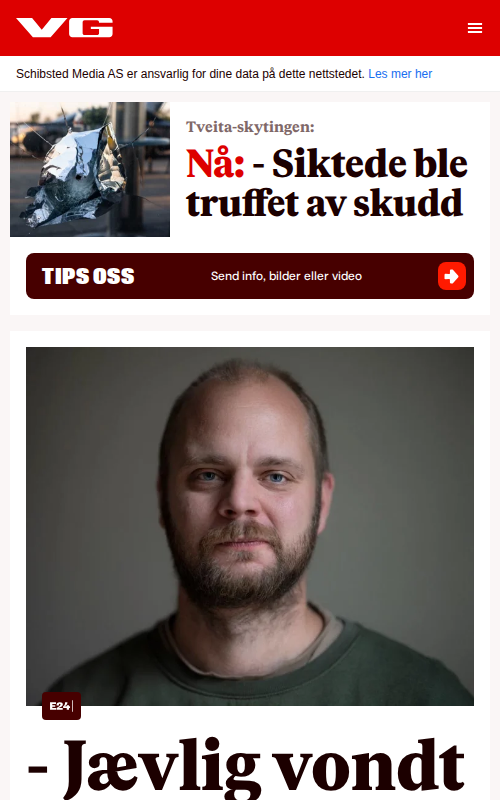 VG
Schibsted Media AS er ansvarlig for dine data på dette nettstedet. Les mer her
Tveita-skytingen:
Nå: - Siktede ble
truffet av skudd
TIPS OSS
Send info, bilder eller video
E24|
- Jævlig vondt